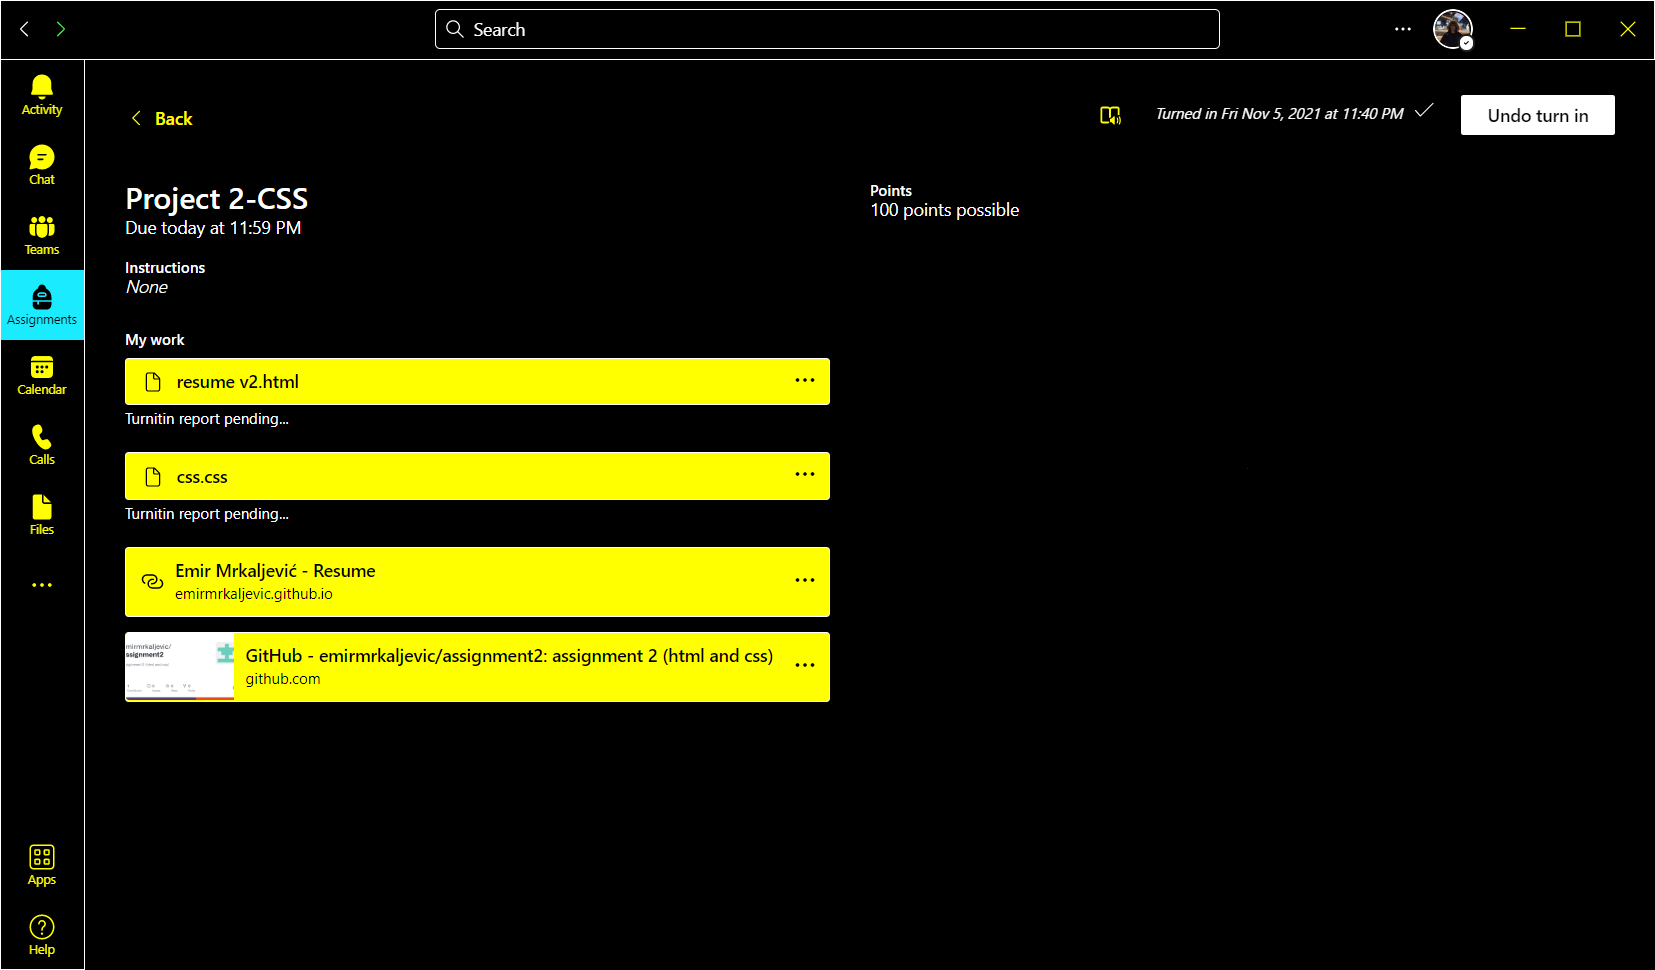 Search
Activity
Chat
Teams
Assignments
Calendar
Calls
Files
Apps
Help
Back
Turned in Fri Nov 5, 2021 at 11:40 PM
Undo turn in
Project 2-CSS
Due today at 11:59 PM
Points
100 points possible
Instructions
None
My work
resume v2.html
Turnitin report pending...
css.css
Turnitin report pending...
Emir Mrkaljević - Resume
emirmrkaljevic.github.io
mirmrkaljevic/
ssignment2
GitHub - emirmrkaljevic/assignment2: assignment 2 (html and css)
github.com